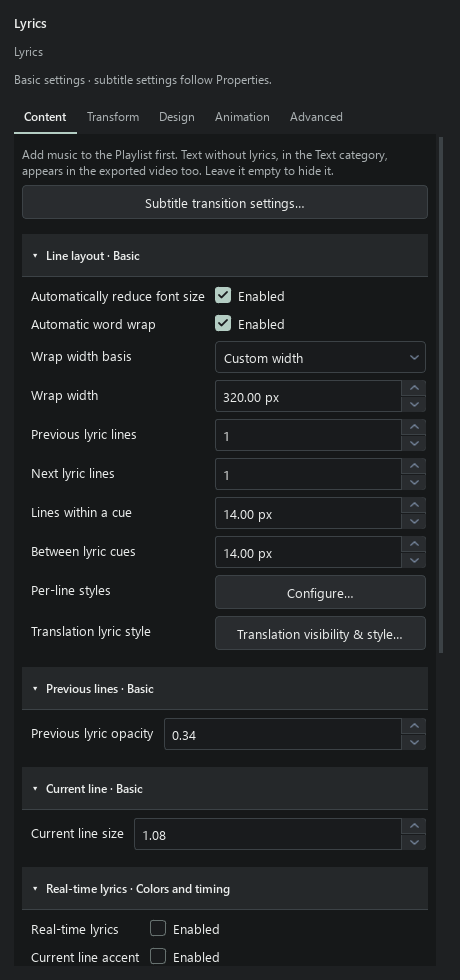 Lyrics
Lyrics
Basic settings · subtitle settings follow Properties.
Content Transform Design Animation Advanced
Add music to the Playlist first. Text without lyrics, in the Text category,
appears in the exported video too. Leave it empty to hide it.
Subtitle transition settings...
Line layout · Basic
Automatically reduce font size Enabled
Automatic word wrap Enabled
Wrap width basis Custom width
Wrap width 320.00 px
Previous lyric lines 1
Next lyric lines 1
Lines within a cue 14.00 px
Between lyric cues 14.00 px
Per-line styles Configure...
Translation lyric style Translation visibility & style...
Previous lines · Basic
Previous lyric opacity 0.34
Current line · Basic
Current line size 1.08
Real-time lyrics · Colors and timing
Real-time lyrics Enabled
Current line accent Enabled